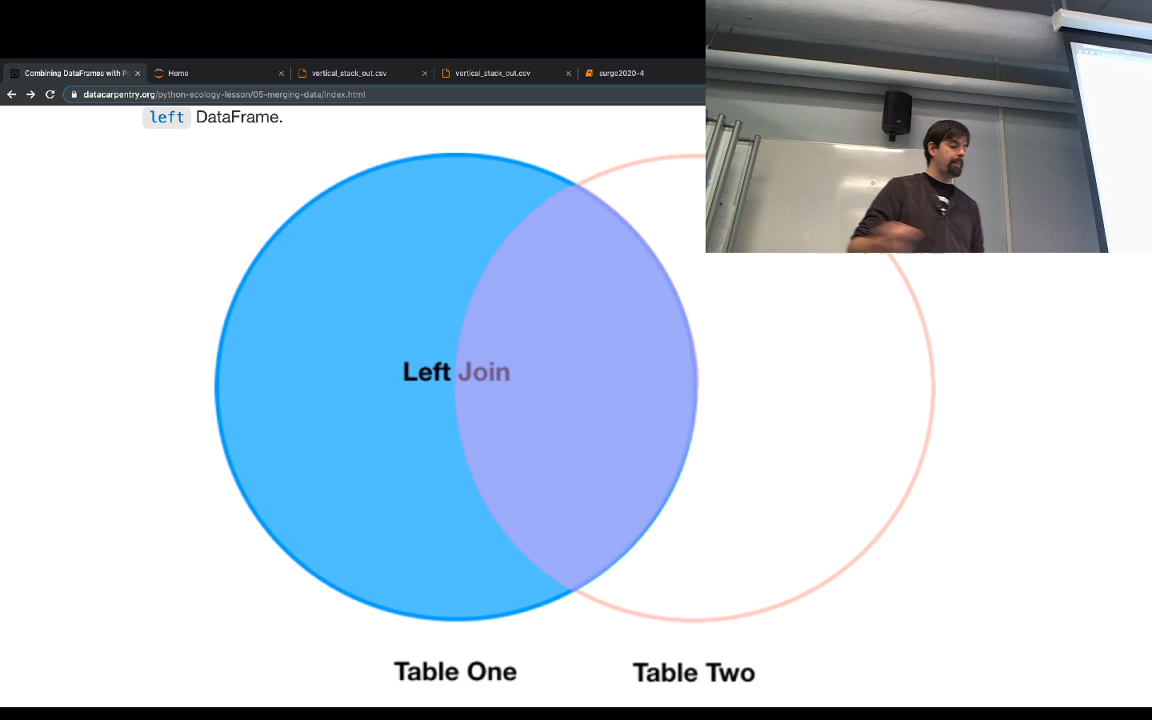 Combining DataFrames with P
Home
vertical_stack_out.csv
vertical_stack_out.csv
surge2020-4
datacarpentry.org/python-ecology-lesson/05-merging-data/index.html
left DataFrame.
Left Join
Table One
Table Two